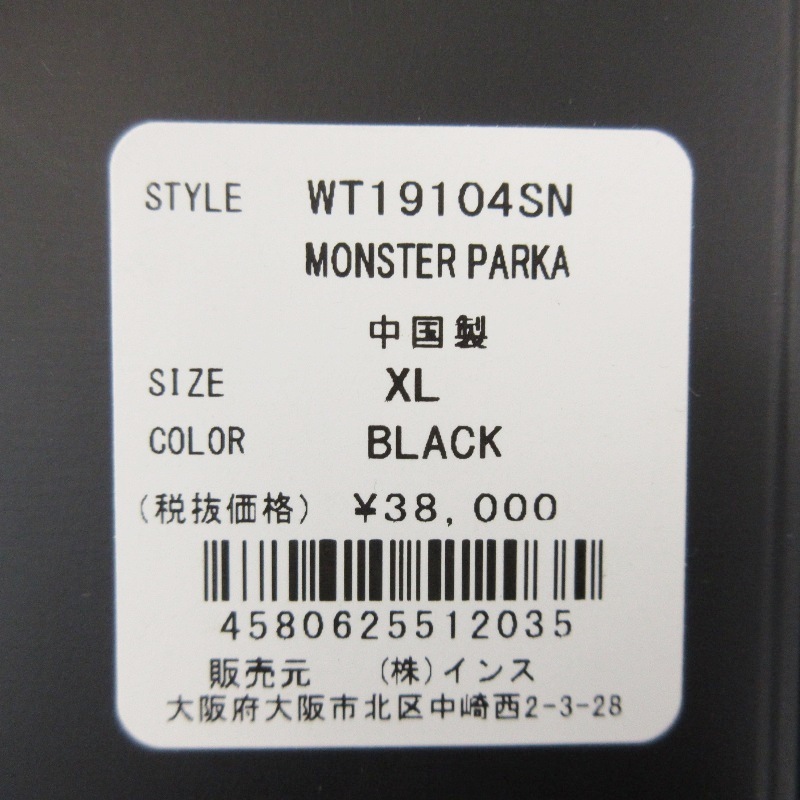 STYLE WT19104SN
MONSTER PARKA
中国製
SIZE XL
COLOR BLACK
(税抜価格) ¥38,000
4580625512035
販売元 (株)インス
大阪府大阪市北区中崎西2-3-28